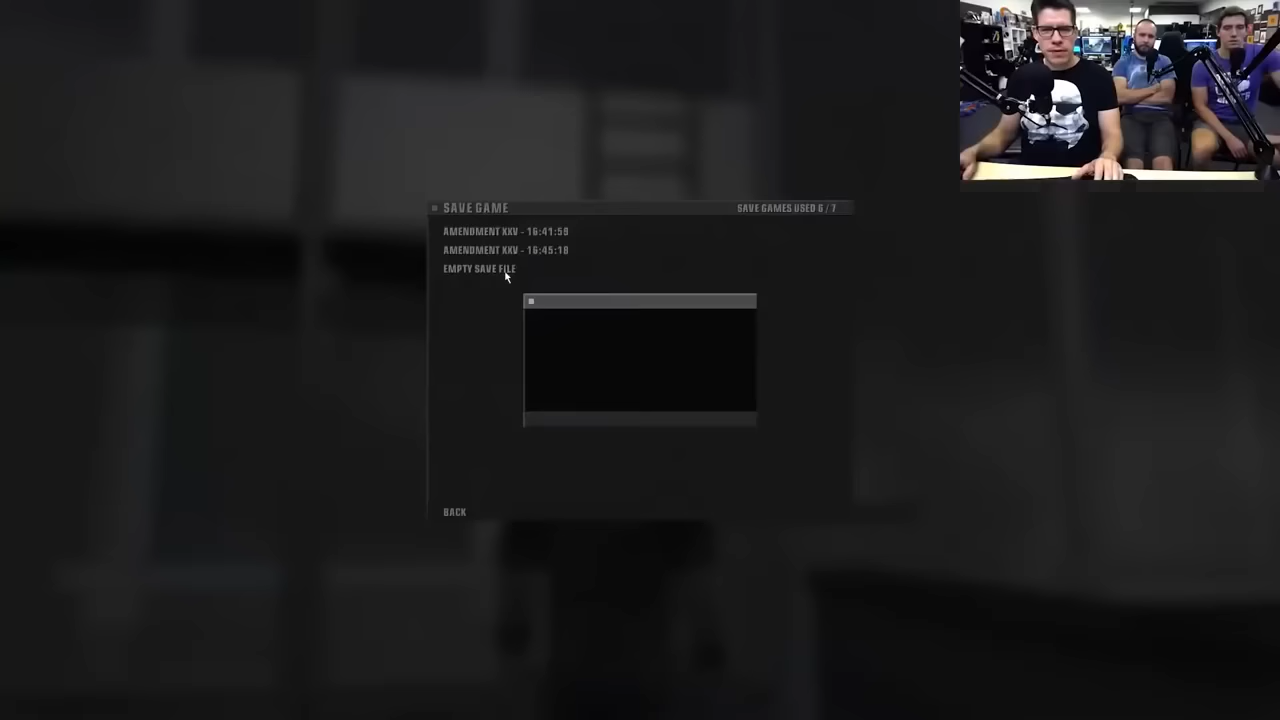 SAVE GAME
SAVE GAMES USED 6 / 7
AMENDMENT XXV - 16:41:59
AMENDMENT XXV - 16:45:18
EMPTY SAVE FILE
BACK